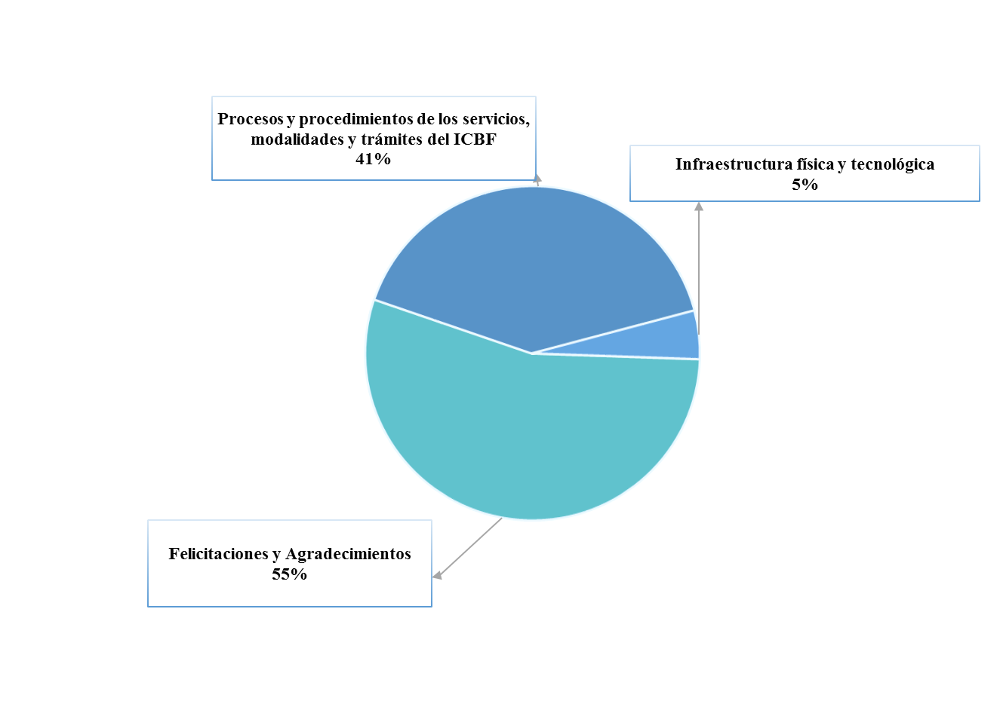 Procesos y procedimientos de los servicios,
modalidades y trámites del ICBF
41%
Infraestructura física y tecnológica
5%
Felicitaciones y Agradecimientos
55%